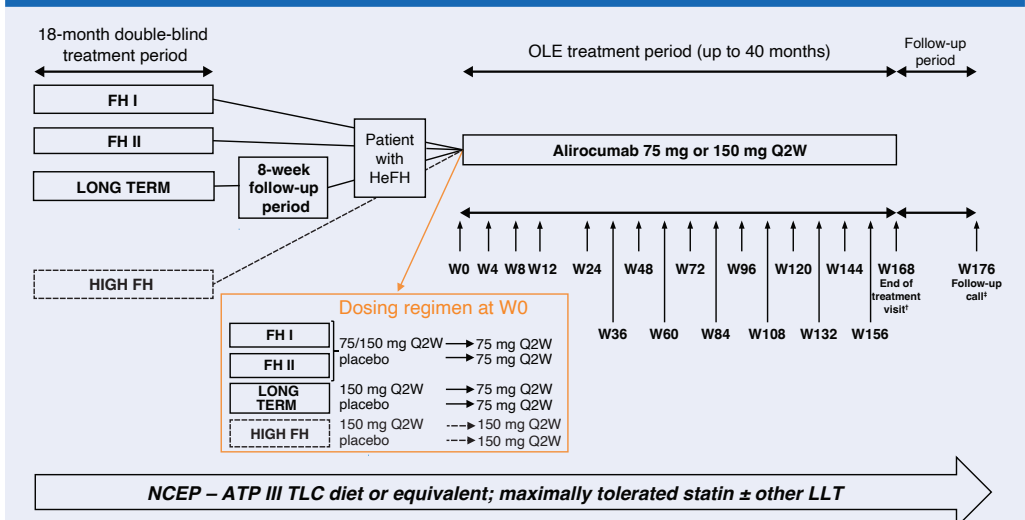 18-month double-blind
treatment period
OLE treatment period (up to 40 months)
Follow-up
period
FH I
FH II
LONG TERM
8-week
follow-up
period
Patient
with
HeFH
Alirocumab 75 mg or 150 mg Q2W
HIGH FH
W0 W4 W8 W12 W24 W48 W72 W96 W120 W144 W168 W176
End of
treatment
visit†
Follow-up
call‡
W36 W60 W84 W108 W132 W156
Dosing regimen at W0
FH I
FH II
75/150 mg Q2W 75 mg Q2W
placebo 75 mg Q2W
LONG
TERM
150 mg Q2W 75 mg Q2W
placebo 75 mg Q2W
HIGH FH
150 mg Q2W 150 mg Q2W
placebo 150 mg Q2W
NCEP – ATP III TLC diet or equivalent; maximally tolerated statin ± other LLT